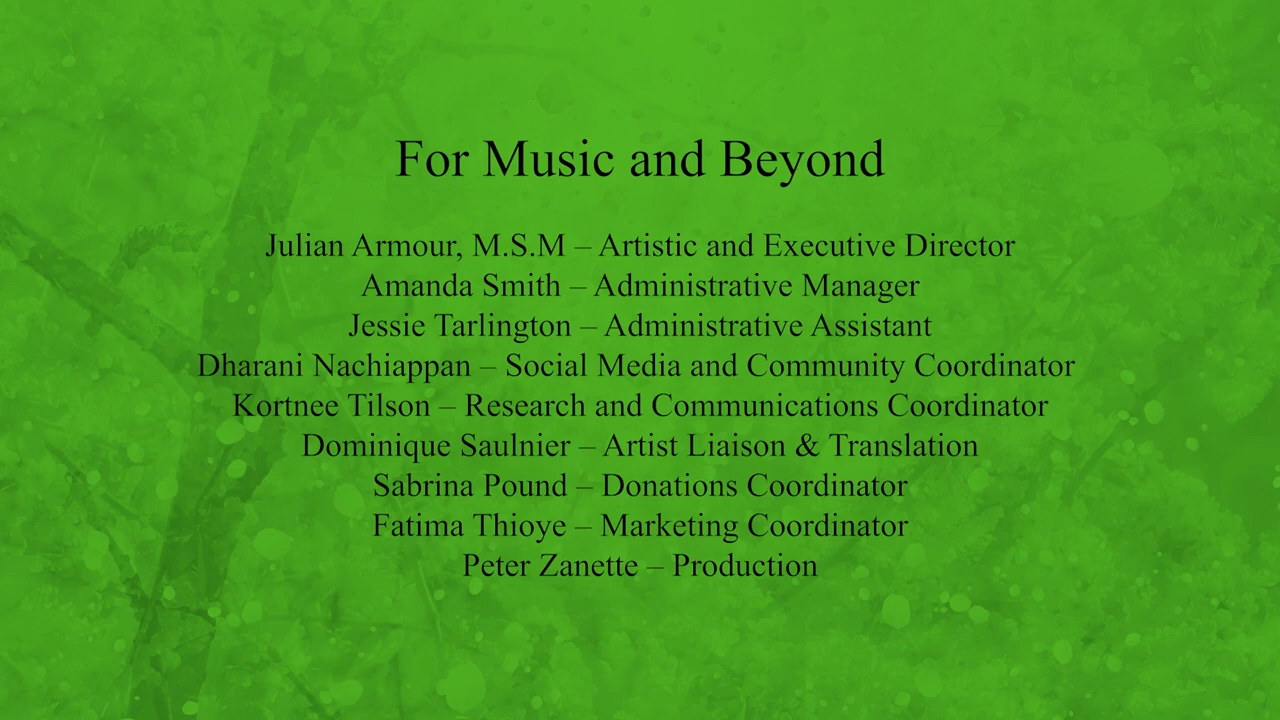 For Music and Beyond
Julian Armour, M.S.M – Artistic and Executive Director
Amanda Smith – Administrative Manager
Jessie Tarlington – Administrative Assistant
Dharani Nachiappan – Social Media and Community Coordinator
Kortnee Tilson – Research and Communications Coordinator
Dominique Saulnier – Artist Liaison & Translation
Sabrina Pound – Donations Coordinator
Fatima Thioye – Marketing Coordinator
Peter Zanette – Production